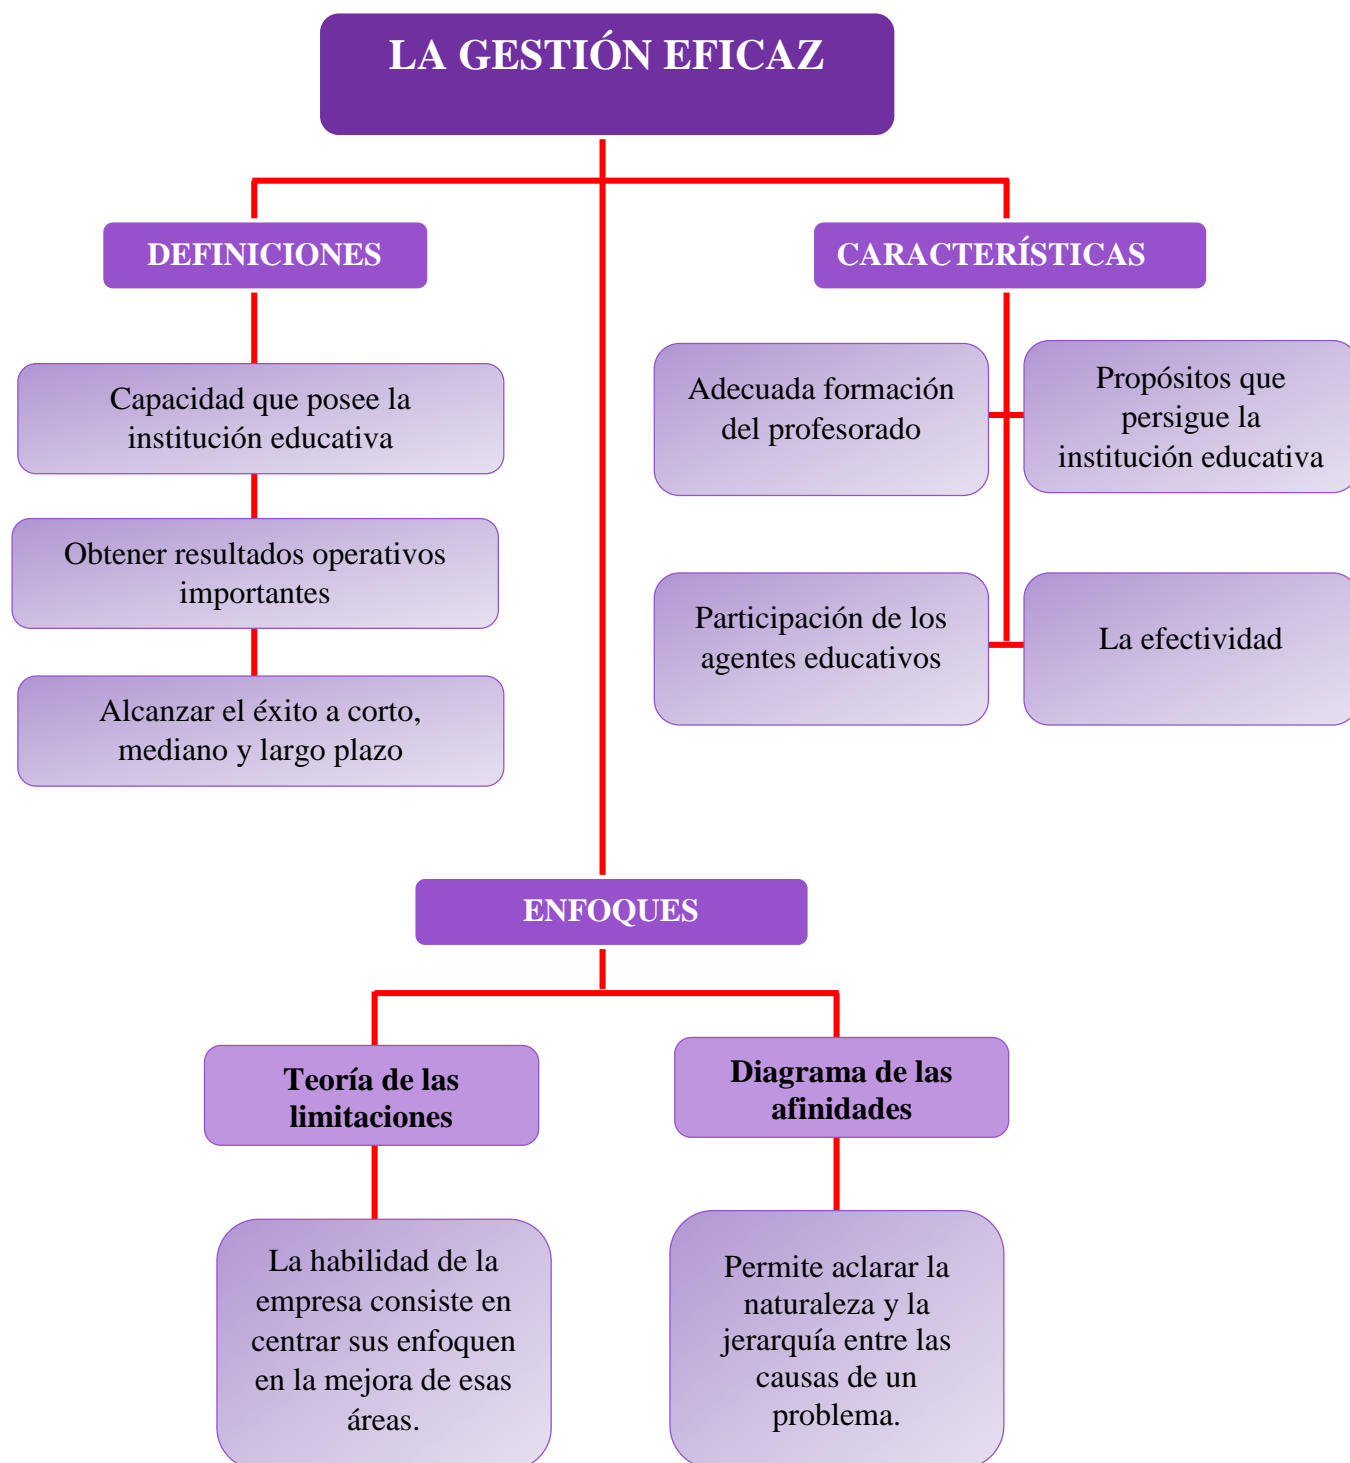 LA GESTIÓN EFICAZ
DEFINICIONES
Capacidad que posee la
institución educativa
Obtener resultados operativos
importantes
Alcanzar el éxito a corto,
mediano y largo plazo
CARACTERÍSTICAS
Adecuada formación
del profesorado
Propósitos que
persigue la
institución educativa
Participación de los
agentes educativos
La efectividad
ENFOQUES
Teoría de las
limitaciones
La habilidad de la
empresa consiste en
centrar sus enfoquen
en la mejora de esas
áreas.
Diagrama de las
afinidades
Permite aclarar la
naturaleza y la
jerarquía entre las
causas de un
problema.